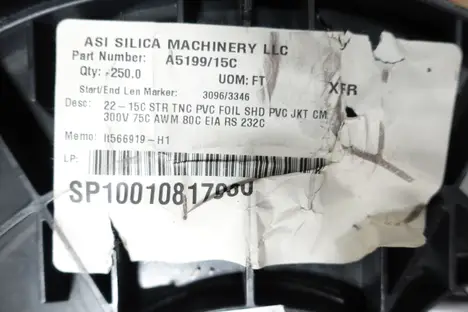 ASI SILICA MACHINERY LLC
Part Number: A5199/15C
Qty: -250.0 UOM: FT
Start/End Len Marker: 3096/3346 XFR
Desc: 22-15C STR TNC PVC FOIL SHD PVC JKT CM
300V 75C AWM 80C EIA RS 232C
Memo: lt566919-H1
LP: